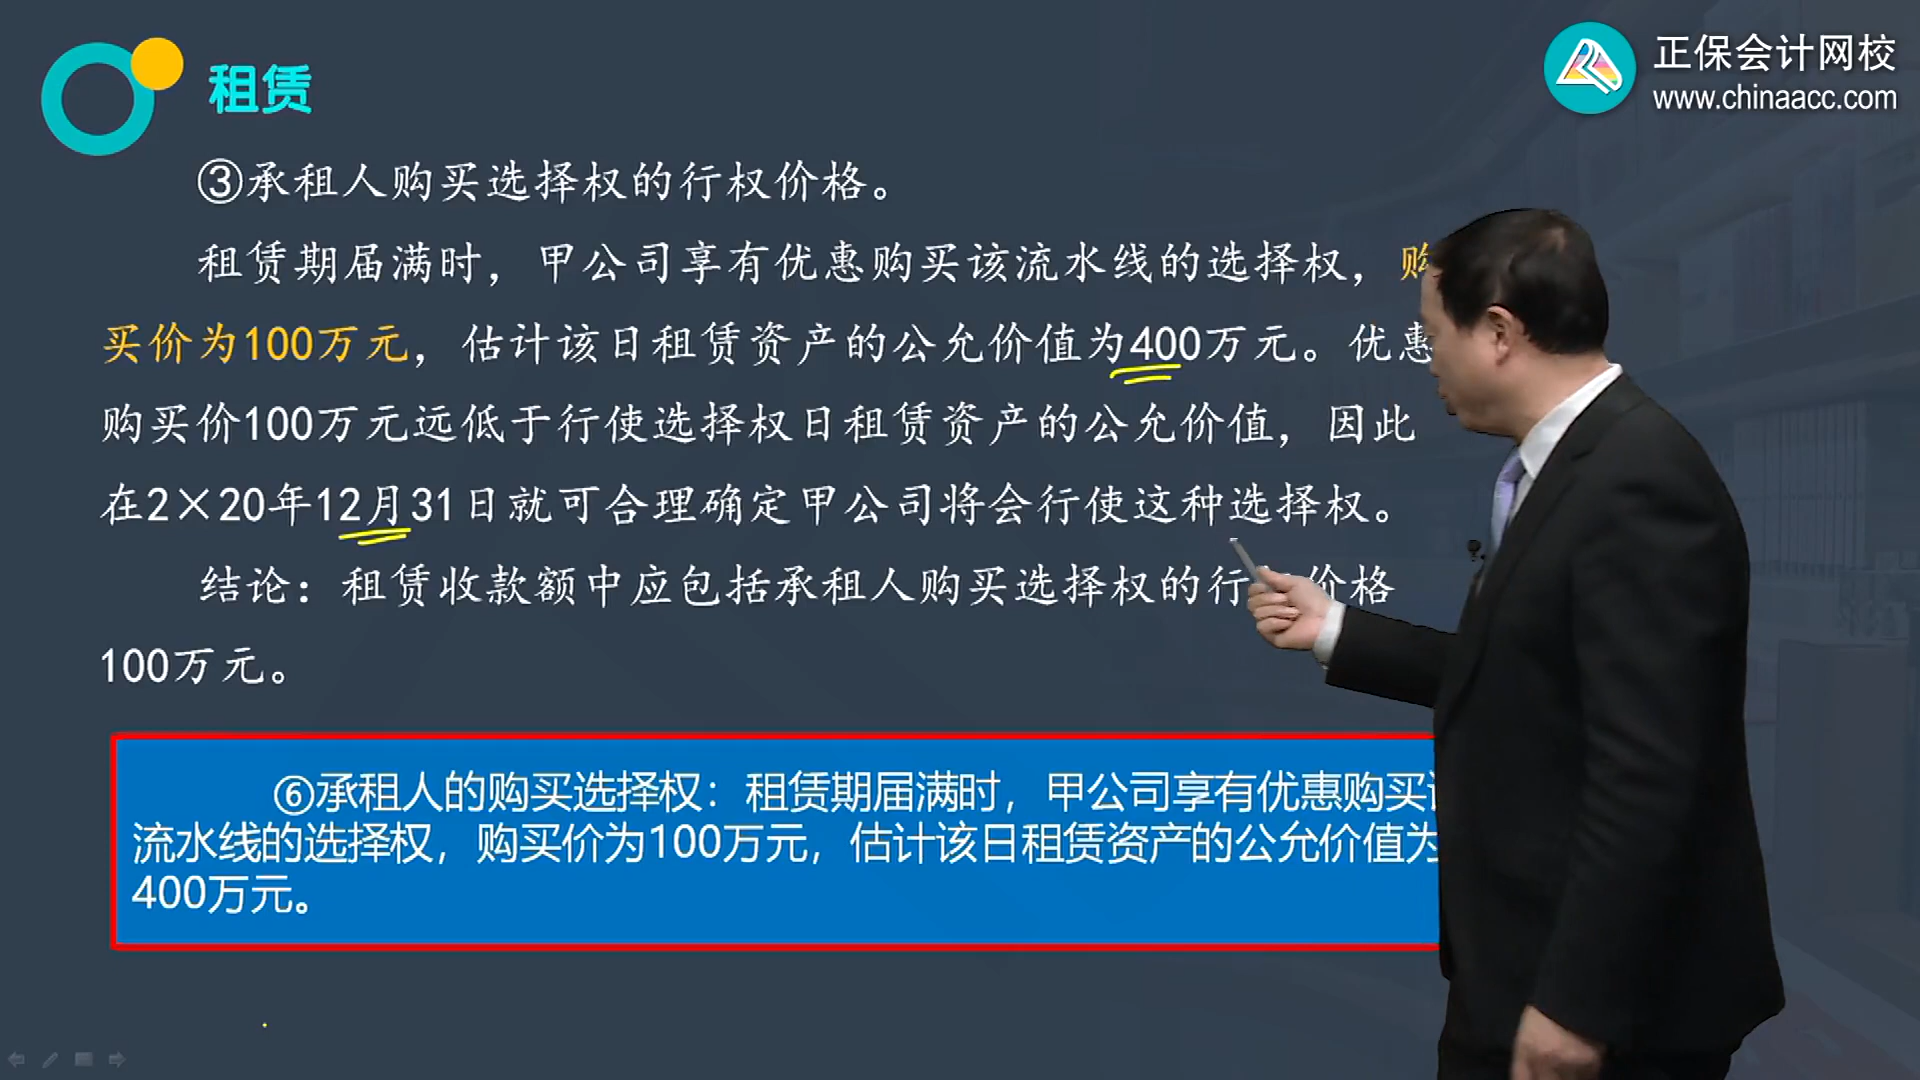 租赁
正保会计网校
www.chinaacc.com
③承租人购买选择权的行权价格。
租赁期届满时，甲公司享有优惠购买该流水线的选择权，购
买价为100万元，估计该日租赁资产的公允价值为400万元。优惠
购买价100万元远低于行使选择权日租赁资产的公允价值，因此
在2×20年12月31日就可合理确定甲公司将会行使这种选择权。
结论：租赁收款额中应包括承租人购买选择权的行 价格
100万元。
⑥承租人的购买选择权：租赁期届满时，甲公司享有优惠购买
流水线的选择权，购买价为100万元，估计该日租赁资产的公允价值为
400万元。